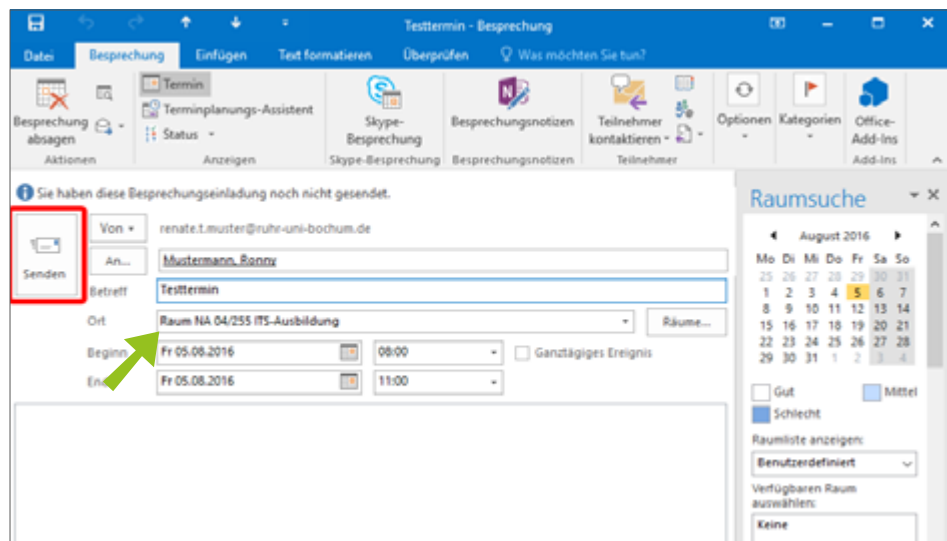 Testtermin - Besprechung
Datei Besprechung Einfügen Text formatieren Überprüfen Was möchten Sie tun?
Besprechung absagen
Termin
Terminplanungs-Assistent
Status
Skype-Besprechung
Besprechungsnotizen
Teilnehmer kontaktieren
Optionen
Kategorien
Office-Add-Ins
Aktionen Anzeigen Skype-Besprechung Besprechungsnotizen Teilnehmer Add-Ins
Sie haben diese Besprechungseinladung noch nicht gesendet.
Senden
Von renate.t.muster@ruhr-uni-bochum.de
An... Mustermann, Ronny
Betreff Testtermin
Ort Raum NA 04/255 ITS-Ausbildung Räume...
Beginn Fr 05.08.2016 08:00 Ganztägiges Ereignis
Fr 05.08.2016 11:00
Raumsuche
August 2016
Mo Di Mi Do Fr Sa So
25 26 27 28 29 30 31
1 2 3 4 5 6 7
8 9 10 11 12 13 14
15 16 17 18 19 20 21
22 23 24 25 26 27 28
29 30 31 1 2 3 4
Gut Mittel
Schlecht
Raumliste anzeigen:
Benutzerdefiniert
Verfügbaren Raum
auswählen:
Keine